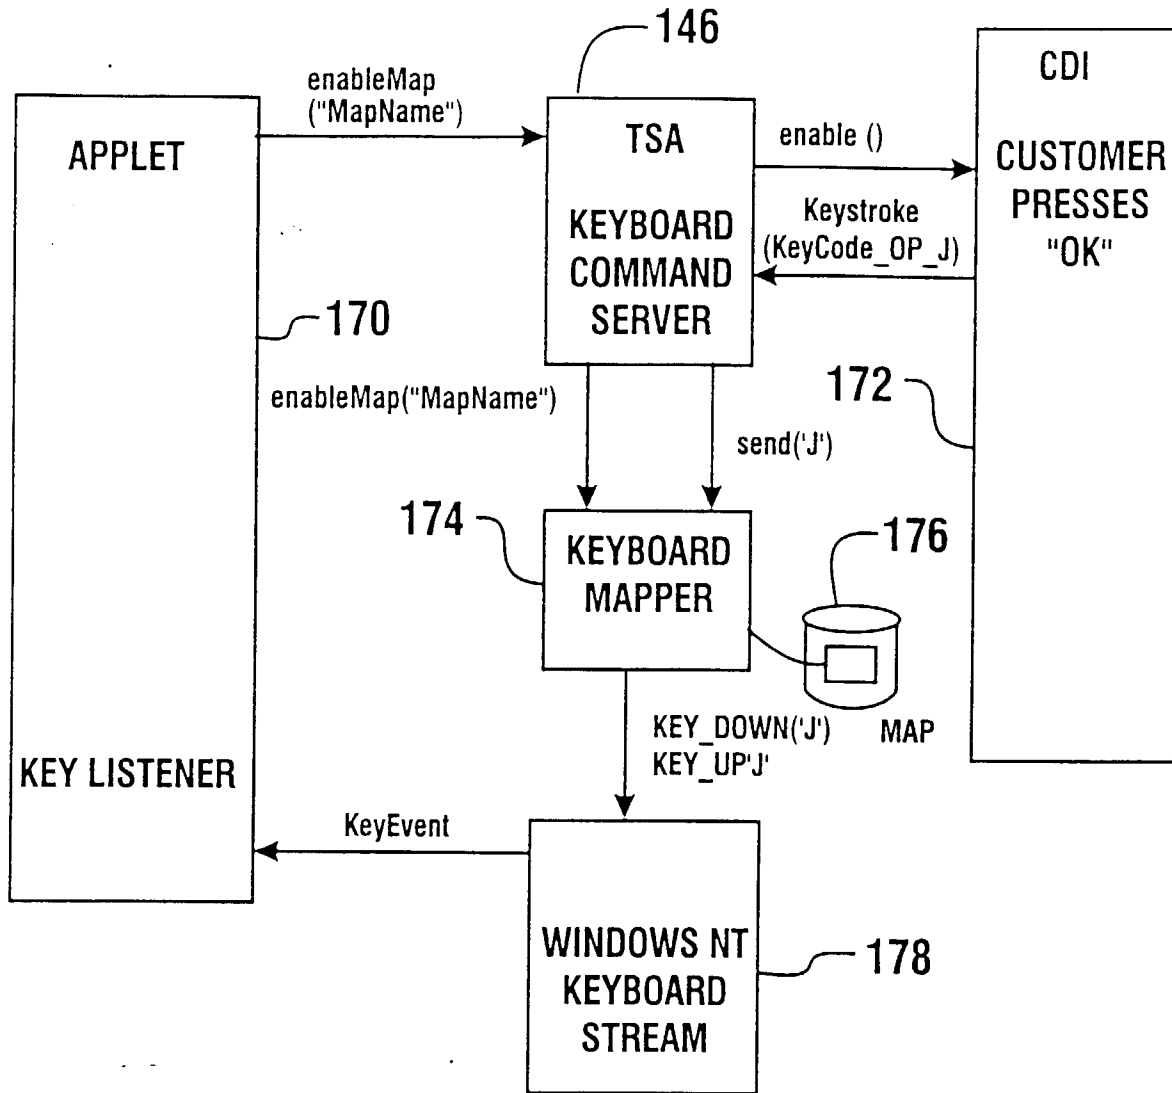 146
enableMap
("MapName")
APPLET
TSA
KEYBOARD
COMMAND
SERVER
enable ()
Keystroke
(KeyCode_OP_J)
CDI
CUSTOMER
PRESSES
"OK"
170
enableMap("MapName")
send('J')
172
174
KEYBOARD
MAPPER
176
MAP
KEY_DOWN('J')
KEY_UP'J'
KEY LISTENER
KeyEvent
WINDOWS NT
KEYBOARD
STREAM
178